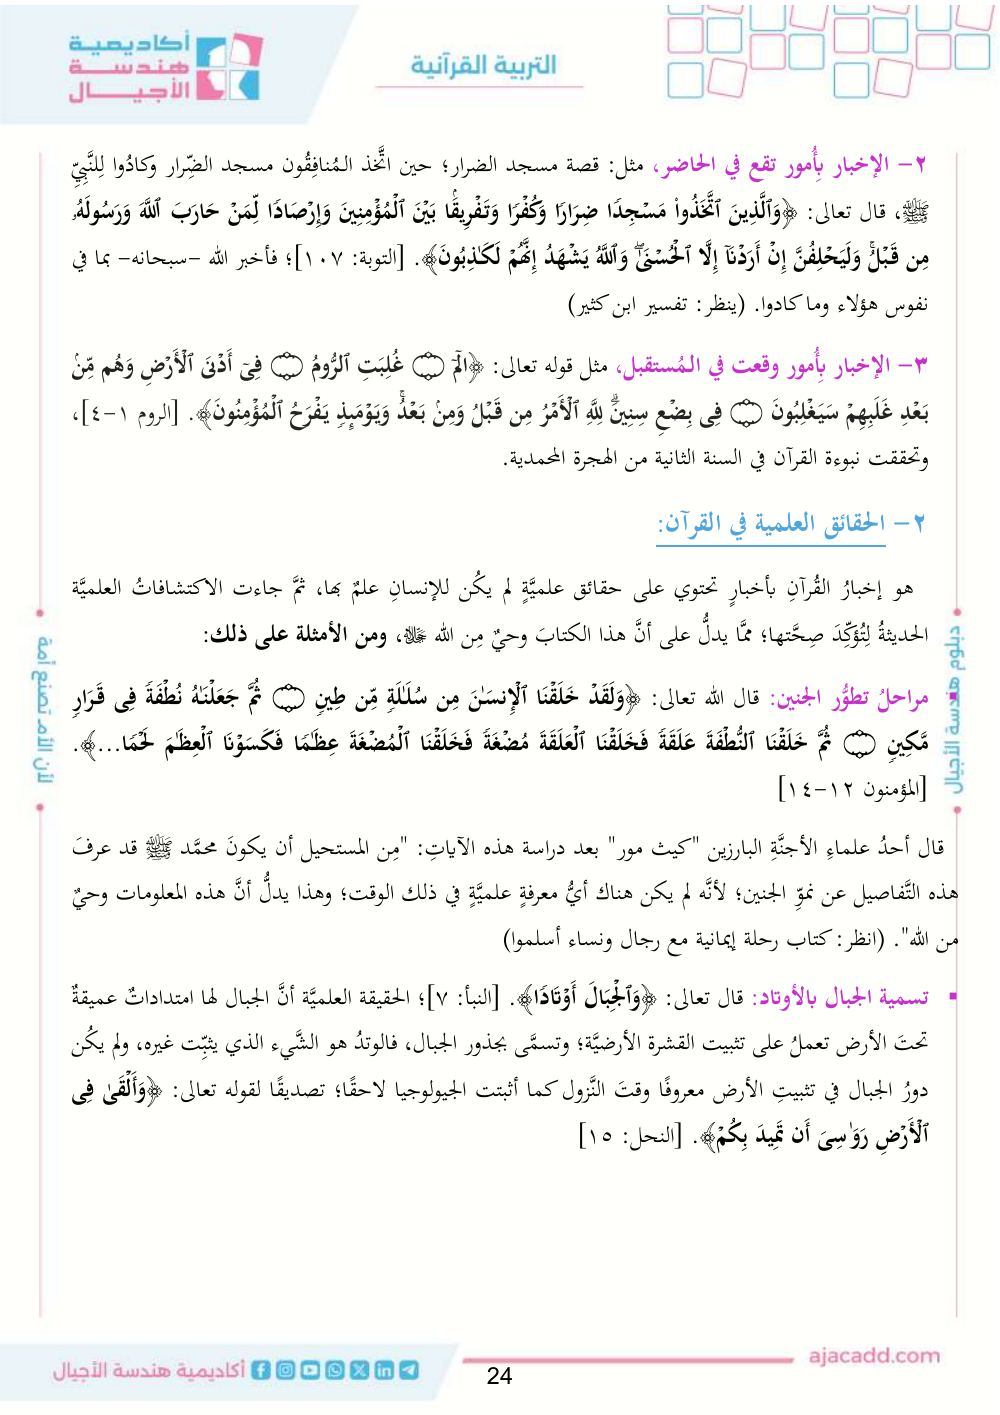 أكاديمية
هندسة
الأجيال
التربية القرآنية
٢- الإخبار بِأُمور تقع في الحاضر، مثل: قصة مسجد الضرار؛ حين اتَّخذ المُنافِقُون مسجد الضِّرار وكادُوا لِلنَّبِيِّ
ﷺ، قال تعالى: ﴿وَٱلَّذِينَ ٱتَّخَذُواْ مَسۡجِدٗا ضِرَارٗا وَكُفۡرٗا وَتَفۡرِيقَۢا بَيۡنَ ٱلۡمُؤۡمِنِينَ وَإِرۡصَادٗا لِّمَنۡ حَارَبَ ٱللَّهَ وَرَسُولَهُۥ
مِن قَبۡلُۚ وَلَيَحۡلِفُنَّ إِنۡ أَرَدۡنَآ إِلَّا ٱلۡحُسۡنَىٰۖ وَٱللَّهُ يَشۡهَدُ إِنَّهُمۡ لَكَٰذِبُونَ﴾. [التوبة: ١٠٧]؛ فأخبر الله -سبحانه- بما في
نفوس هؤلاء وما كادوا. (ينظر: تفسير ابن كثير)
٣- الإخبار بِأُمور وقعت في المُستقبل، مثل قوله تعالى: ﴿الٓمٓ ۝ غُلِبَتِ ٱلرُّومُ ۝ فِيٓ أَدۡنَى ٱلۡأَرۡضِ وَهُم مِّنۢ
بَعۡدِ غَلَبِهِمۡ سَيَغۡلِبُونَ ۝ فِي بِضۡعِ سِنِينَۗ لِلَّهِ ٱلۡأَمۡرُ مِن قَبۡلُ وَمِنۢ بَعۡدُۚ وَيَوۡمَئِذٖ يَفۡرَحُ ٱلۡمُؤۡمِنُونَ﴾. [الروم ١-٤]،
وتحققت نبوءة القرآن في السنة الثانية من الهجرة المحمدية.
٢- الحقائق العلمية في القرآن:
هو إخبارُ القُرآنِ بأخبارٍ تحتوي على حقائق علميَّةٍ لم يكُن للإنسانِ علمٌ بها، ثمَّ جاءت الاكتشافاتُ العلميَّة
الحديثةُ لِتُؤكِّدَ صِحَّتها؛ ممَّا يدلُّ على أنَّ هذا الكتابَ وحيٌ مِن الله ﷻ، ومن الأمثلة على ذلك:
▪ مراحلُ تطوُّر الجنين: قال الله تعالى: ﴿وَلَقَدۡ خَلَقۡنَا ٱلۡإِنسَٰنَ مِن سُلَٰلَةٖ مِّن طِينٖ ۝ ثُمَّ جَعَلۡنَٰهُ نُطۡفَةٗ فِي قَرَارٖ
مَّكِينٖ ۝ ثُمَّ خَلَقۡنَا ٱلنُّطۡفَةَ عَلَقَةٗ فَخَلَقۡنَا ٱلۡعَلَقَةَ مُضۡغَةٗ فَخَلَقۡنَا ٱلۡمُضۡغَةَ عِظَٰمٗا فَكَسَوۡنَا ٱلۡعِظَٰمَ لَحۡمٗا...﴾.
[المؤمنون ١٢-١٤]
قال أحدُ علماءِ الأجنَّةِ البارزين "كيث مور" بعد دراسة هذه الآياتِ: "مِن المستحيل أن يكونَ محمَّد ﷺ قد عرفَ
هذه التَّفاصيل عن نموِّ الجنين؛ لأنَّه لم يكن هناك أيُّ معرفةٍ علميَّةٍ في ذلك الوقت؛ وهذا يدلُّ أنَّ هذه المعلومات وحيٌ
من الله". (انظر: كتاب رحلة إيمانية مع رجال ونساء أسلموا)
▪ تسمية الجبال بالأوتاد: قال تعالى: ﴿وَٱلۡجِبَالَ أَوۡتَادٗا﴾. [النبأ: ٧]؛ الحقيقة العلميَّة أنَّ الجبال لها امتداداتٌ عميقةٌ
تحتَ الأرض تعملُ على تثبيت القشرة الأرضيَّة؛ وتسمَّى بجذور الجبال، فالوتدُ هو الشَّيء الذي يثبِّت غيره، ولم يكُن
دورُ الجبال في تثبيتِ الأرض معروفًا وقتَ النَّزول كما أثبتت الجيولوجيا لاحقًا؛ تصديقًا لقوله تعالى: ﴿وَأَلۡقَىٰ فِي
ٱلۡأَرۡضِ رَوَٰسِيَ أَن تَمِيدَ بِكُمۡ﴾. [النحل: ١٥]
دبلوم هندسة الأجيال
لأن الأم تصنع أمة
أكاديمية هندسة الأجيال
24
ajacadd.com